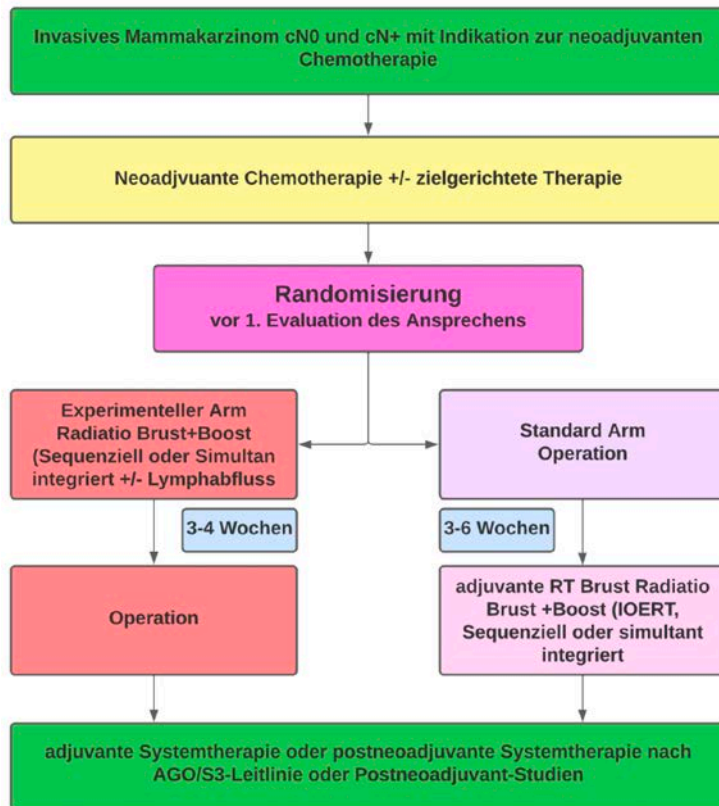 Invasives Mammakarzinom cN0 und cN+ mit Indikation zur neoadjuvanten
Chemotherapie
Neoadjvuante Chemotherapie +/- zielgerichtete Therapie
Randomisierung
vor 1. Evaluation des Ansprechens
Experimenteller Arm
Radiatio Brust+Boost
(Sequenziell oder Simultan
integriert +/- Lymphabfluss
Standard Arm
Operation
3-4 Wochen
3-6 Wochen
Operation
adjuvante RT Brust Radiatio
Brust +Boost (IOERT,
Sequenziell oder simultant
integriert
adjuvante Systemtherapie oder postneoadjuvante Systemtherapie nach
AGO/S3-Leitlinie oder Postneoadjuvant-Studien